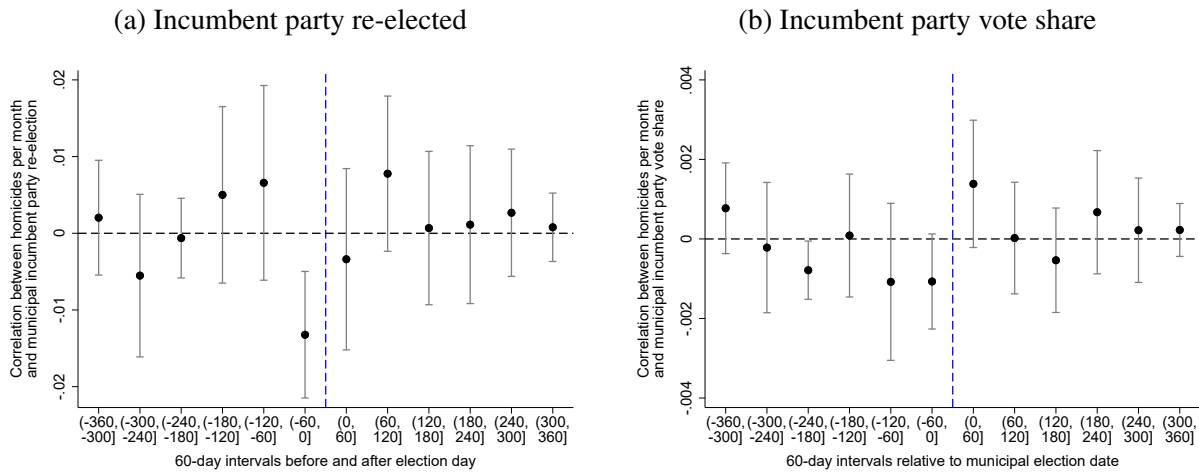 (a) Incumbent party re-elected
Correlation between homicides per month
and municipal incumbent party re-election
.02
.01
0
-.01
-.02
(-360, (-300, (-240, (-180, (-120, (-60, (0, (60, (120, (180, (240, (300,
-300] -240] -180] -120] -60] 0] 60] 120] 180] 240] 300] 360]
60-day intervals before and after election day
(b) Incumbent party vote share
Correlation between homicides per month
and municipal incumbent party vote share
.004
.002
0
-.002
-.004
(-360, (-300, (-240, (-180, (-120, (-60, (0, (60, (120, (180, (240, (300,
-300] -240] -180] -120] -60] 0] 60] 120] 180] 240] 300] 360]
60-day intervals relative to municipal election date